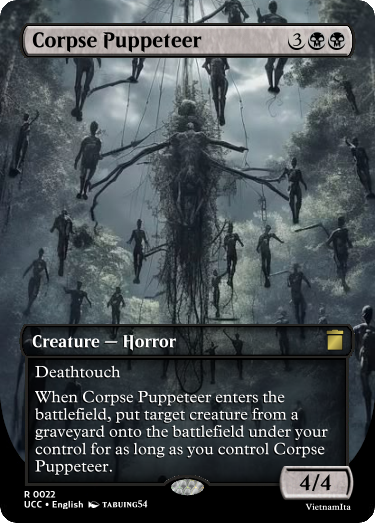 Corpse Puppeteer 3
Creature — Horror
Deathtouch
When Corpse Puppeteer enters the
battlefield, put target creature from a
graveyard onto the battlefield under your
control for as long as you control Corpse
Puppeteer.
4/4
R 0022
UCC • English TABUING54
VietnamIta